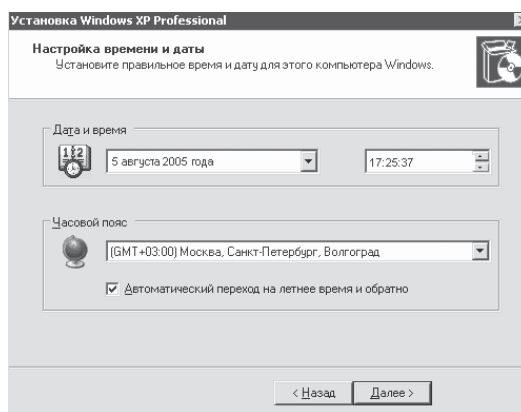 Установка Windows XP Professional
Настройка времени и даты
Установите правильное время и дату для этого компьютера Windows.
Дата и время
5 августа 2005 года
17:25:37
Часовой пояс
(GMT+03:00) Москва, Санкт-Петербург, Волгоград
Автоматический переход на летнее время и обратно
< Назад
Далее >